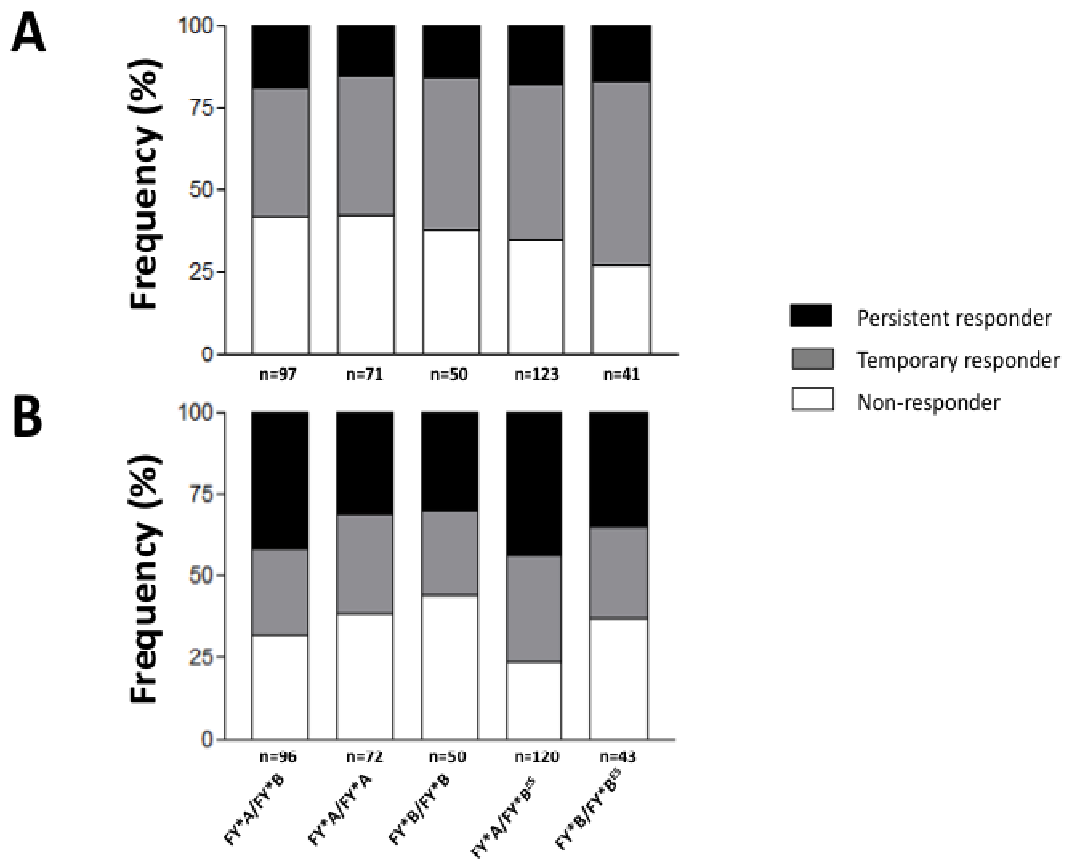 A
Frequency (%)
100
75
50
25
0
n=97 n=71 n=50 n=123 n=41
Persistent responder
Temporary responder
Non-responder
B
Frequency (%)
100
75
50
25
0
n=96 n=72 n=50 n=120 n=43
FY*A/FY*B FY*A/FY*A FY*B/FY*B FY*A/FY*Bᴱˢ FY*B/FY*Bᴱˢ